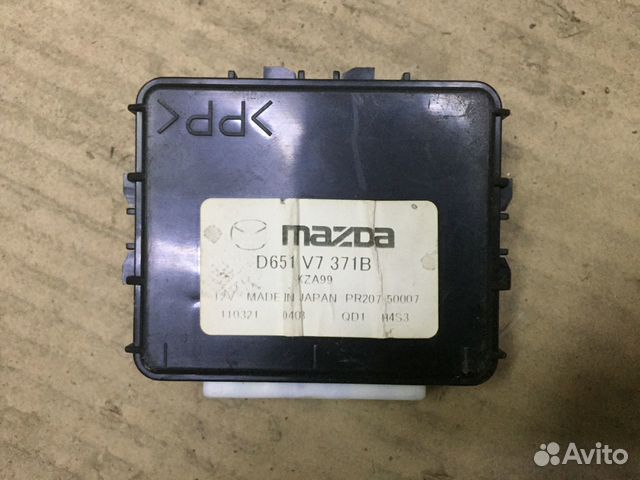 >PP<
mazda
D651 V7 371B
KZA99
12V MADE IN JAPAN PR207-50007
110321 0403 QD1 H4S3
Avito